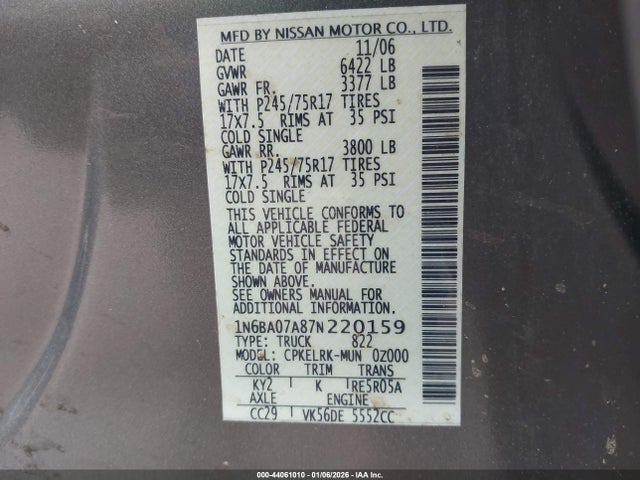 MFD BY NISSAN MOTOR CO., LTD.
DATE 11/06
GVWR 6422 LB
GAWR FR. 3377 LB
WITH P245/75R17 TIRES
17X7.5 RIMS AT 35 PSI
COLD SINGLE
GAWR RR. 3800 LB
WITH P245/75R17 TIRES
17X7.5 RIMS AT 35 PSI
COLD SINGLE
THIS VEHICLE CONFORMS TO
ALL APPLICABLE FEDERAL
MOTOR VEHICLE SAFETY
STANDARDS IN EFFECT ON
THE DATE OF MANUFACTURE
SHOWN ABOVE.
SEE OWNERS MANUAL FOR
ADDITIONAL INFORMATION.
1N6BA07A87N220159
TYPE: TRUCK 822
MODEL: CPKELRK-MUN 0Z000
COLOR TRIM TRANS
KY2 K RE5R05A
AXLE ENGINE
CC29 VK56DE 5552CC
000-44061010 - 01/06/2026 - IAA Inc.